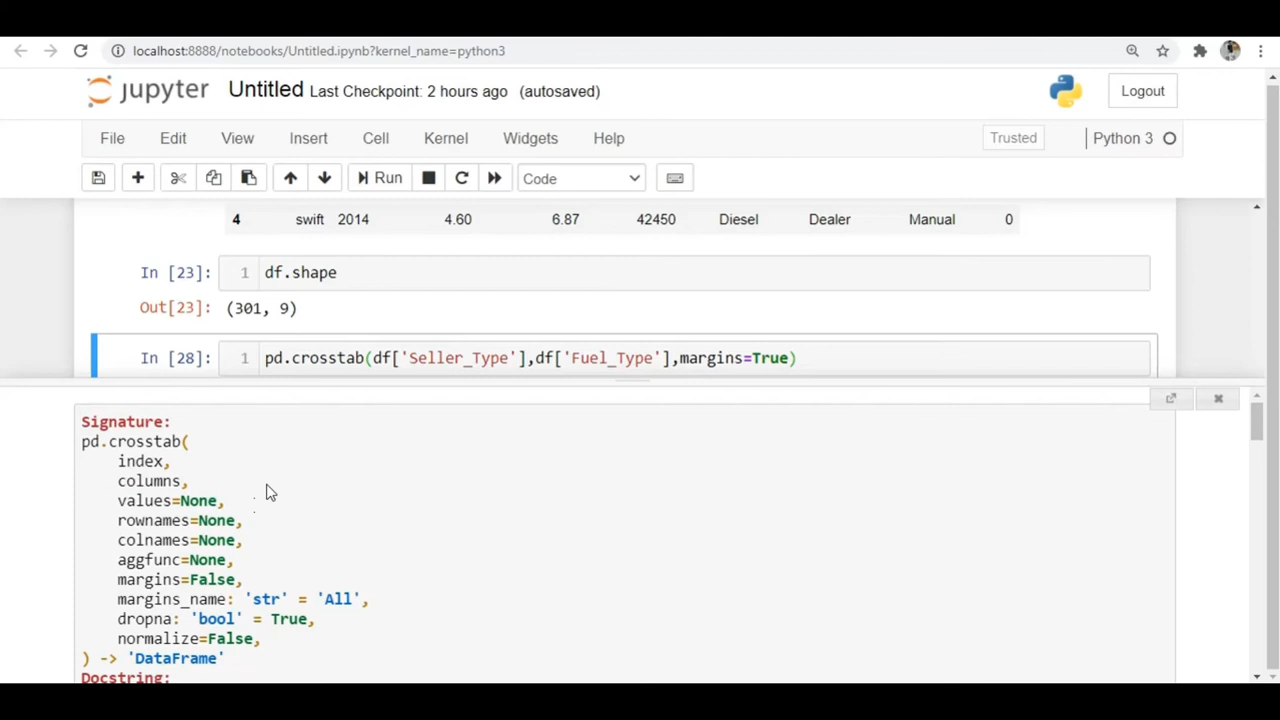 localhost:8888/notebooks/Untitled.ipynb?kernel_name=python3
jupyter Untitled Last Checkpoint: 2 hours ago (autosaved) Logout
File Edit View Insert Cell Kernel Widgets Help Trusted Python 3
Run Code
4 swift 2014 4.60 6.87 42450 Diesel Dealer Manual 0
In [23]: 1 df.shape
Out[23]: (301, 9)
In [28]: 1 pd.crosstab(df['Seller_Type'],df['Fuel_Type'],margins=True)
Signature:
pd.crosstab(
index,
columns,
values=None,
rownames=None,
colnames=None,
aggfunc=None,
margins=False,
margins_name: 'str' = 'All',
dropna: 'bool' = True,
normalize=False,
) -> 'DataFrame'
Docstring: